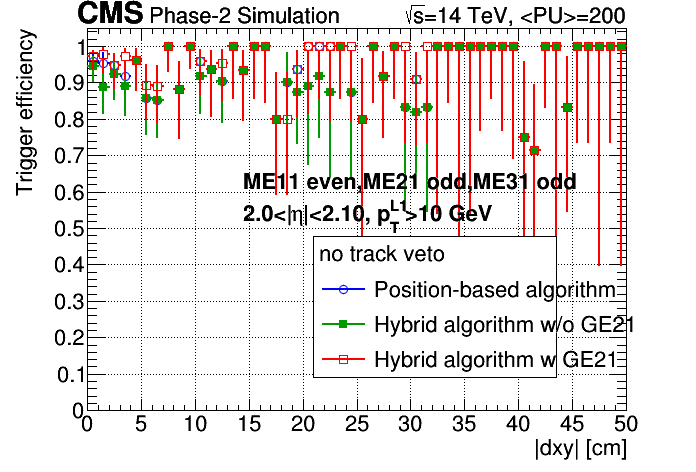 CMS Phase-2 Simulation √s=14 TeV, <PU>=200
Trigger efficiency
1
0.9
0.8
0.7
0.6
0.5
0.4
0.3
0.2
0.1
0
ME11 even,ME21 odd,ME31 odd
2.0<|η|<2.10, p_T^L1>10 GeV
no track veto
Position-based algorithm
Hybrid algorithm w/o GE21
Hybrid algorithm w GE21
0 5 10 15 20 25 30 35 40 45 50
|dxy| [cm]